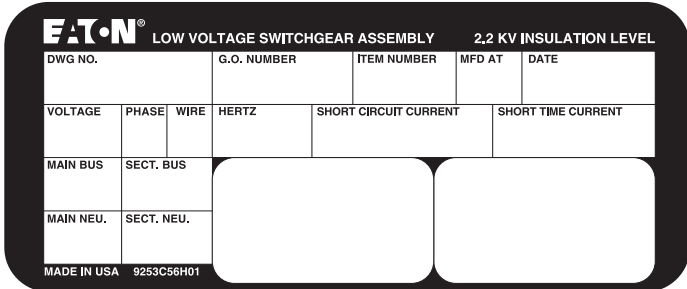 EATON® LOW VOLTAGE SWITCHGEAR ASSEMBLY 2.2 KV INSULATION LEVEL
DWG NO. G.O. NUMBER ITEM NUMBER MFD AT DATE
VOLTAGE PHASE WIRE HERTZ SHORT CIRCUIT CURRENT SHORT TIME CURRENT
MAIN BUS SECT. BUS
MAIN NEU. SECT. NEU.
MADE IN USA 9253C56H01